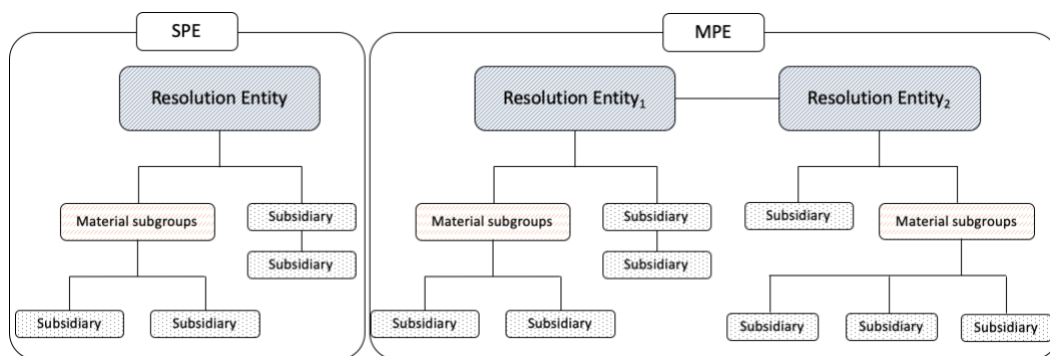 SPE
Resolution Entity
Material subgroups
Subsidiary
Subsidiary
Subsidiary
Subsidiary
MPE
Resolution Entity₁
Resolution Entity₂
Material subgroups
Subsidiary
Subsidiary
Subsidiary
Subsidiary
Subsidiary
Material subgroups
Subsidiary
Subsidiary
Subsidiary